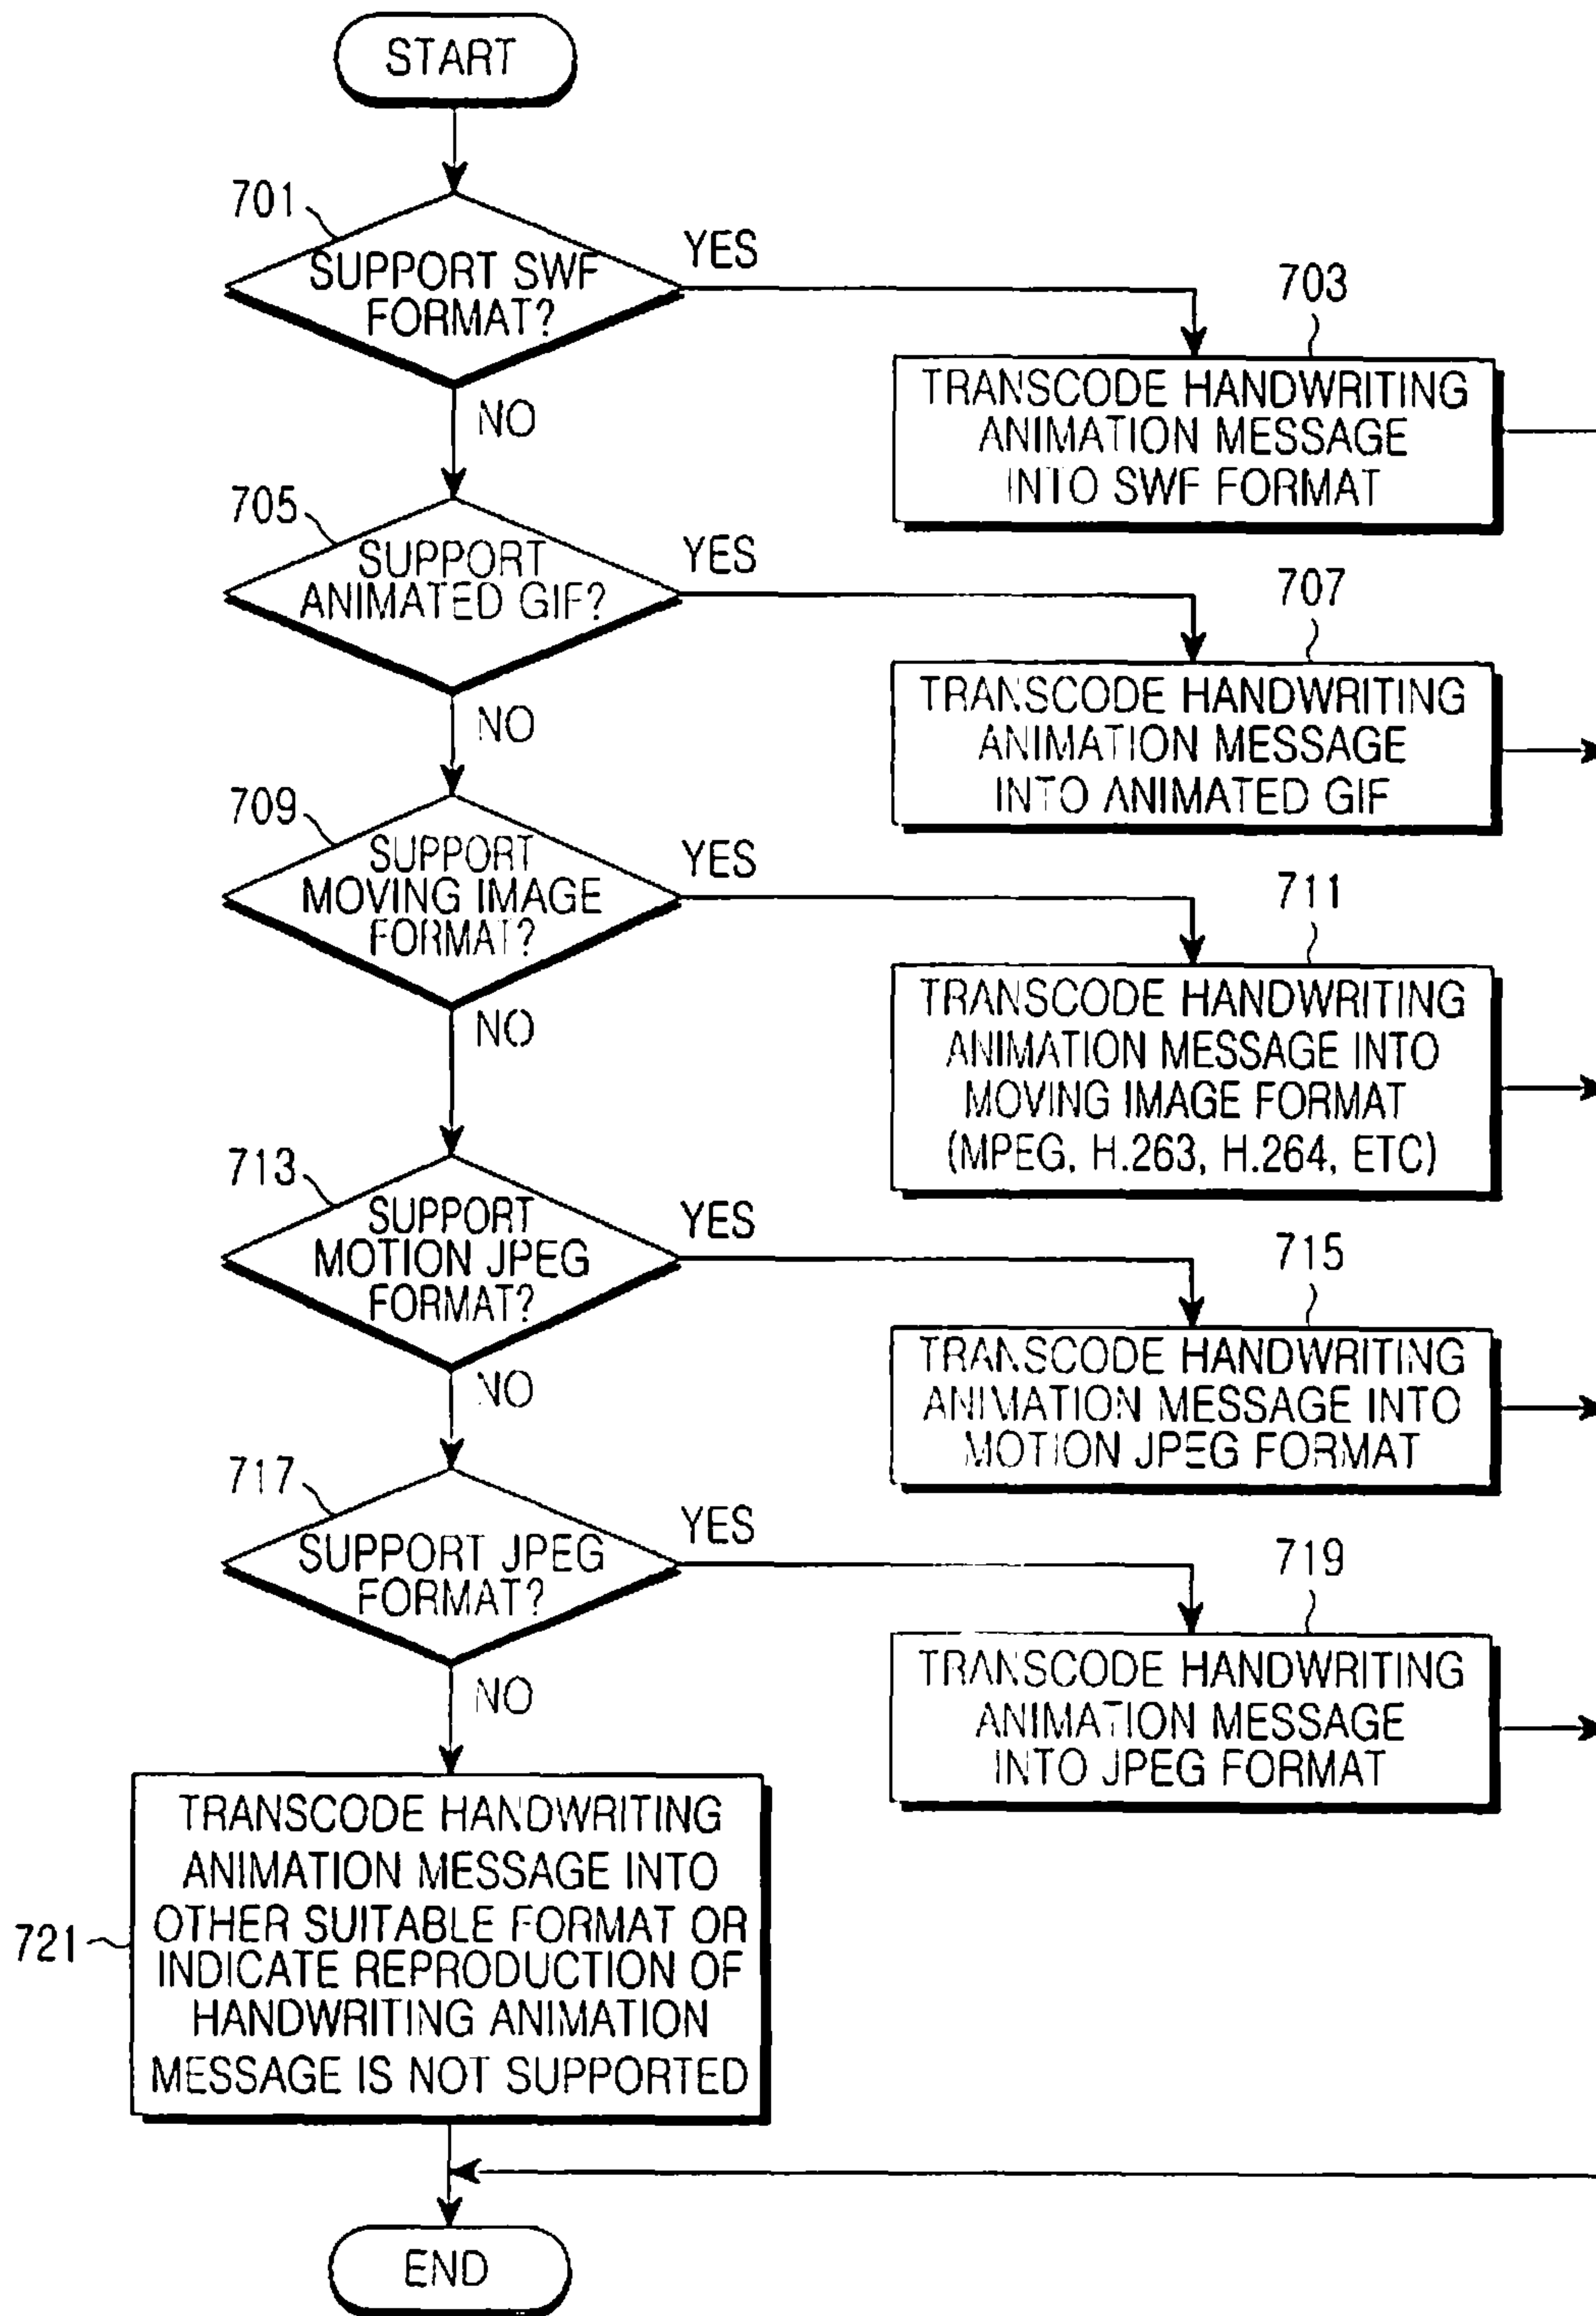 START
701
SUPPORT SWF
FORMAT?
YES
NO
703
TRANSCODE HANDWRITING
ANIMATION MESSAGE
INTO SWF FORMAT
705
SUPPORT
ANIMATED GIF?
YES
NO
707
TRANSCODE HANDWRITING
ANIMATION MESSAGE
INTO ANIMATED GIF
709
SUPPORT
MOVING IMAGE
FORMAT?
YES
NO
711
TRANSCODE HANDWRITING
ANIMATION MESSAGE INTO
MOVING IMAGE FORMAT
(MPEG, H.263, H.264, ETC)
713
SUPPORT
MOTION JPEG
FORMAT?
YES
NO
715
TRANSCODE HANDWRITING
ANIMATION MESSAGE INTO
MOTION JPEG FORMAT
717
SUPPORT JPEG
FORMAT?
YES
NO
719
TRANSCODE HANDWRITING
ANIMATION MESSAGE
INTO JPEG FORMAT
721
TRANSCODE HANDWRITING
ANIMATION MESSAGE INTO
OTHER SUITABLE FORMAT OR
INDICATE REPRODUCTION OF
HANDWRITING ANIMATION
MESSAGE IS NOT SUPPORTED
END